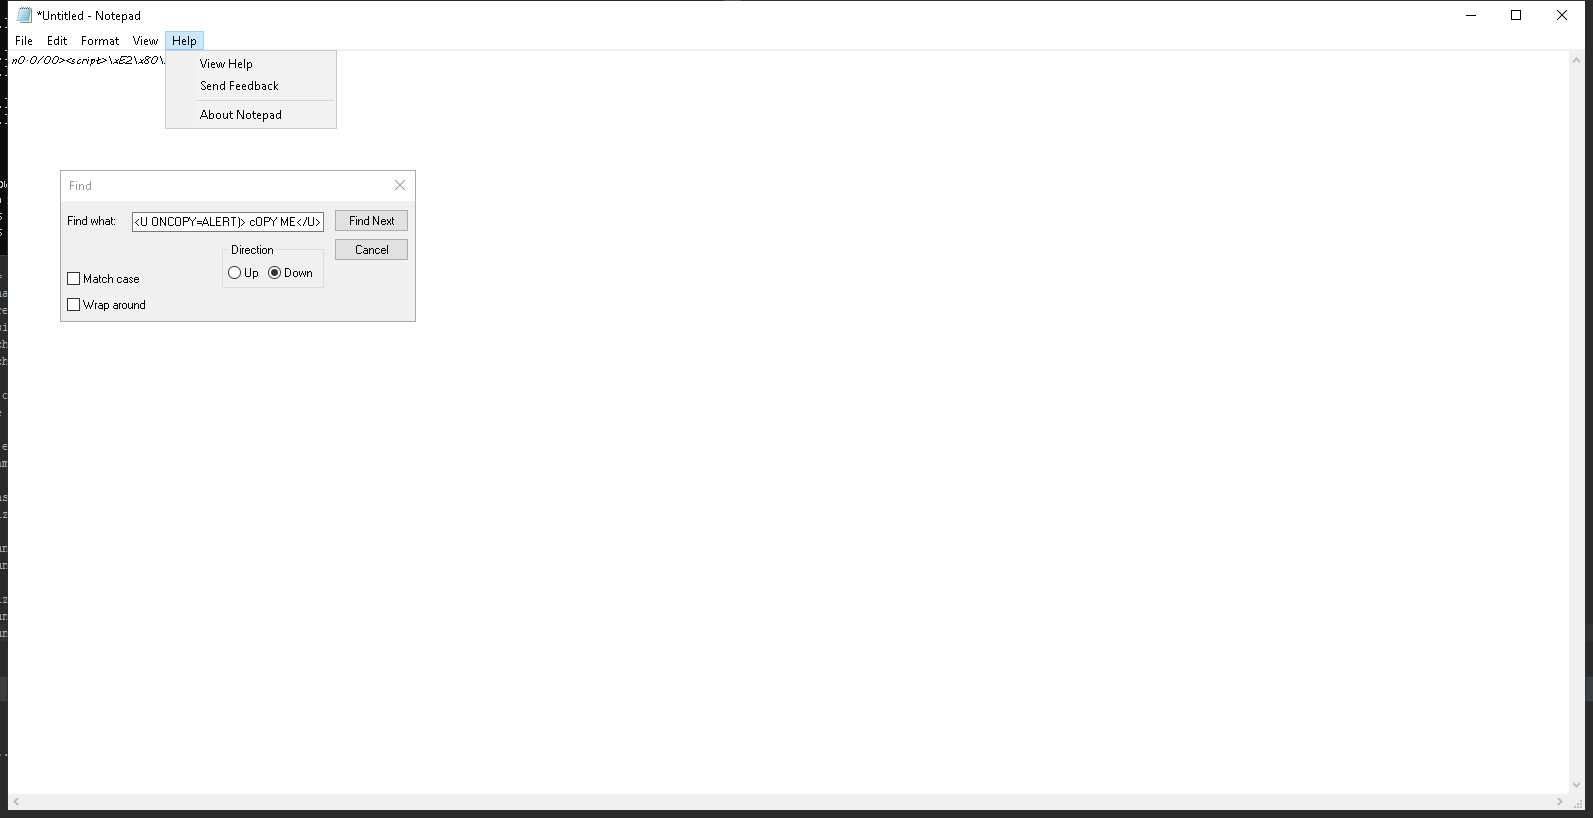 *Untitled - Notepad
File Edit Format View Help
n0·0/00><script>\xE2\x80\
View Help
Send Feedback
About Notepad
Find
Find what: <U ONCOPY=ALERT)> cOPY ME</U> Find Next
Direction Cancel
Up Down
Match case
Wrap around